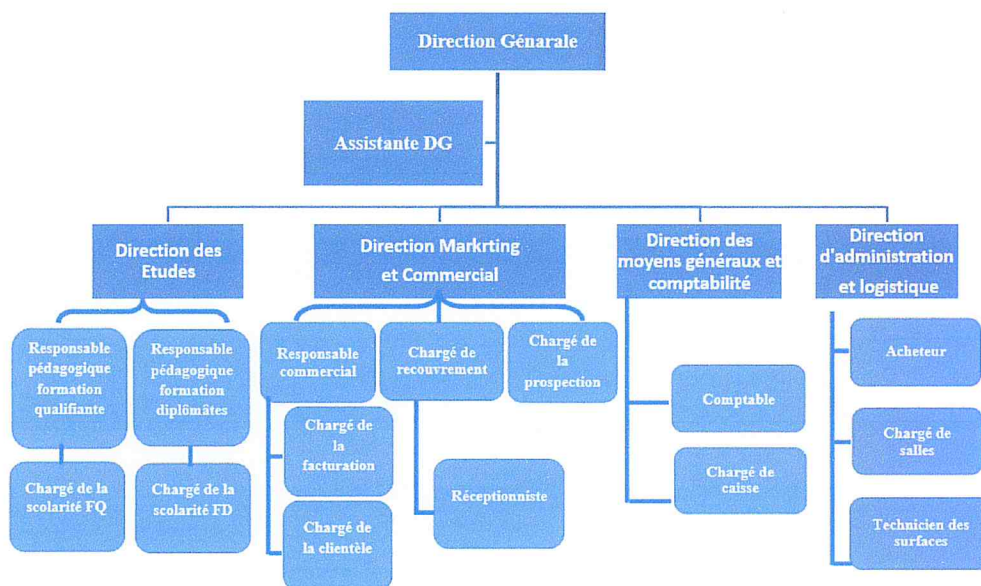 Direction Génarale
Assistante DG
Direction des
Etudes
Direction Markrting
et Commercial
Direction des
moyens généraux et
comptabilité
Direction
d'administration
et logistique
Responsable
pédagogique
formation
qualifiante
Responsable
pédagogique
formation
diplômâtes
Responsable
commercial
Chargé de
recouvrement
Chargé de
la
prospection
Comptable
Acheteur
Chargé de la
scolarité FQ
Chargé de la
scolarité FD
Chargé de
la
facturation
Chargé de
la clientèle
Réceptionniste
Chargé de
caisse
Chargé de
salles
Technicien des
surfaces